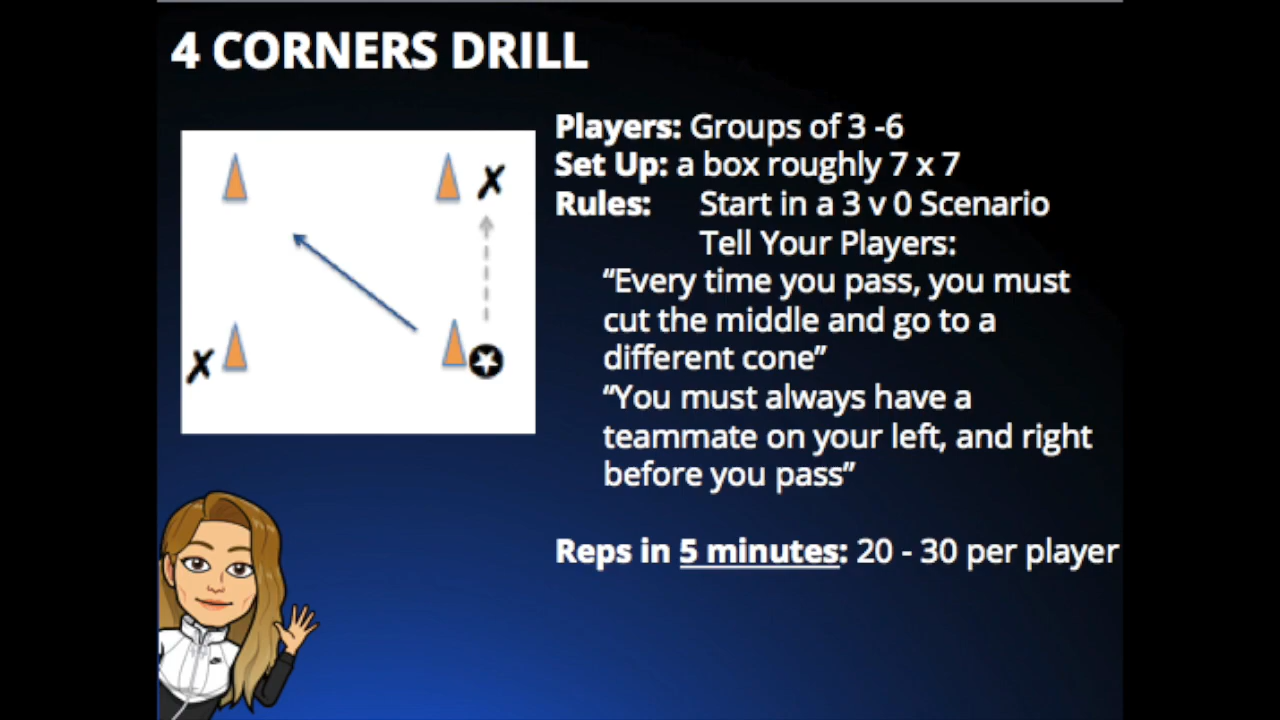 4 CORNERS DRILL
Players: Groups of 3 -6
Set Up: a box roughly 7 x 7
Rules: Start in a 3 v 0 Scenario
Tell Your Players:
“Every time you pass, you must
cut the middle and go to a
different cone”
“You must always have a
teammate on your left, and right
before you pass”
Reps in 5 minutes: 20 - 30 per player
X
X